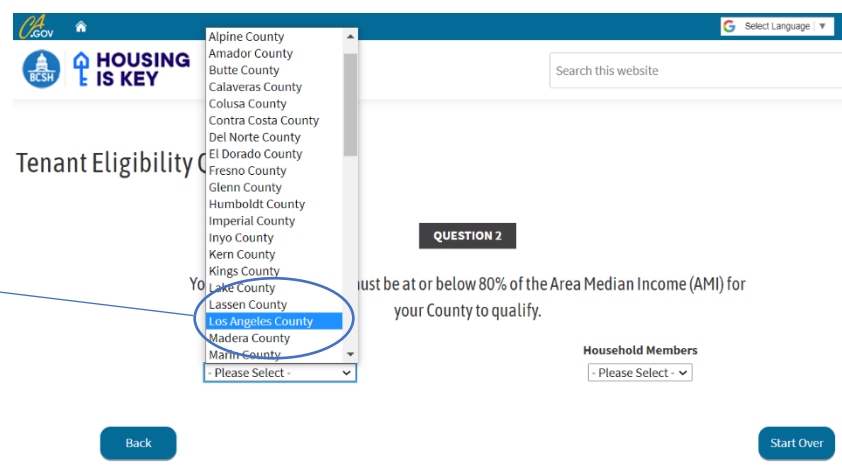 CA.GOV
Select Language ▼
BCSH
HOUSING
IS KEY
Search this website
Tenant Eligibility
Alpine County
Amador County
Butte County
Calaveras County
Colusa County
Contra Costa County
Del Norte County
El Dorado County
Fresno County
Glenn County
Humboldt County
Imperial County
Inyo County
Kern County
Kings County
Lake County
Lassen County
Los Angeles County
Madera County
Marin County
- Please Select -
QUESTION 2
must be at or below 80% of the Area Median Income (AMI) for
your County to qualify.
Household Members
- Please Select -
Back
Start Over